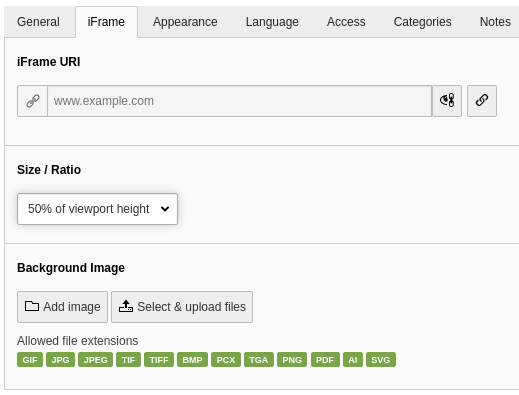 General iFrame Appearance Language Access Categories Notes
iFrame URI
www.example.com
Size / Ratio
50% of viewport height
Background Image
Add image Select & upload files
Allowed file extensions
GIF JPG JPEG TIF TIFF BMP PCX TGA PNG PDF AI SVG